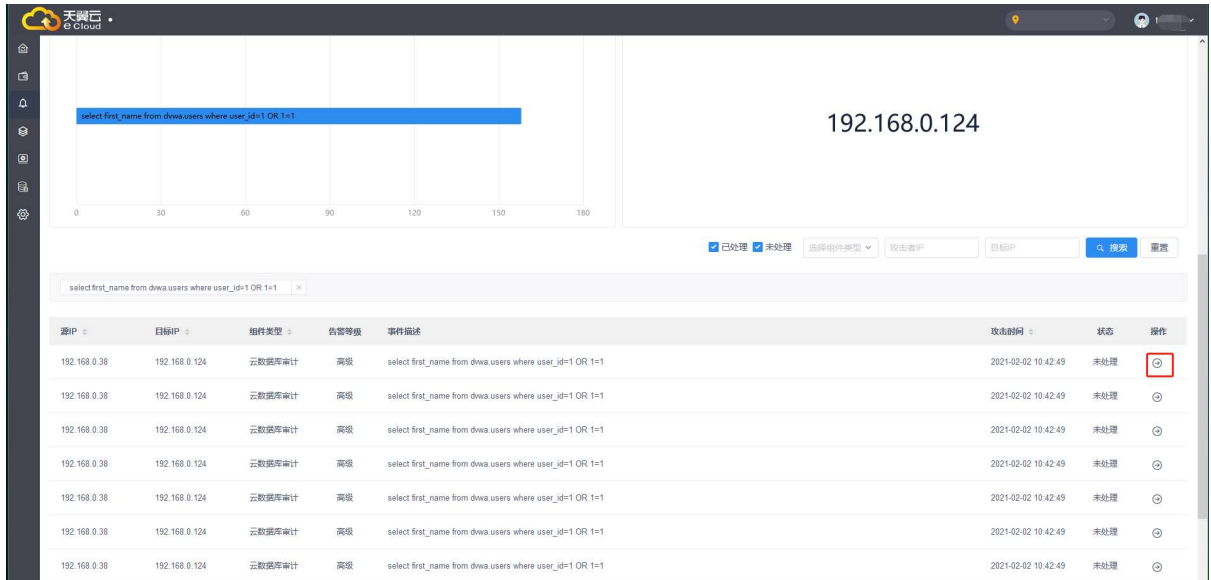 天翼云
e Cloud
select first_name from dvwa.users where user_id=1 OR 1=1
0 30 60 90 120 150 180
192.168.0.124
已处理 未处理 选择组件类型 攻击者IP 目标IP 搜索 重置
select first_name from dvwa.users where user_id=1 OR 1=1 ×
源IP 目标IP 组件类型 告警等级 事件描述 攻击时间 状态 操作
192.168.0.38 192.168.0.124 云数据库审计 高级 select first_name from dvwa.users where user_id=1 OR 1=1 2021-02-02 10:42:49 未处理
192.168.0.38 192.168.0.124 云数据库审计 高级 select first_name from dvwa.users where user_id=1 OR 1=1 2021-02-02 10:42:49 未处理
192.168.0.38 192.168.0.124 云数据库审计 高级 select first_name from dvwa.users where user_id=1 OR 1=1 2021-02-02 10:42:49 未处理
192.168.0.38 192.168.0.124 云数据库审计 高级 select first_name from dvwa.users where user_id=1 OR 1=1 2021-02-02 10:42:49 未处理
192.168.0.38 192.168.0.124 云数据库审计 高级 select first_name from dvwa.users where user_id=1 OR 1=1 2021-02-02 10:42:49 未处理
192.168.0.38 192.168.0.124 云数据库审计 高级 select first_name from dvwa.users where user_id=1 OR 1=1 2021-02-02 10:42:49 未处理
192.168.0.38 192.168.0.124 云数据库审计 高级 select first_name from dvwa.users where user_id=1 OR 1=1 2021-02-02 10:42:49 未处理